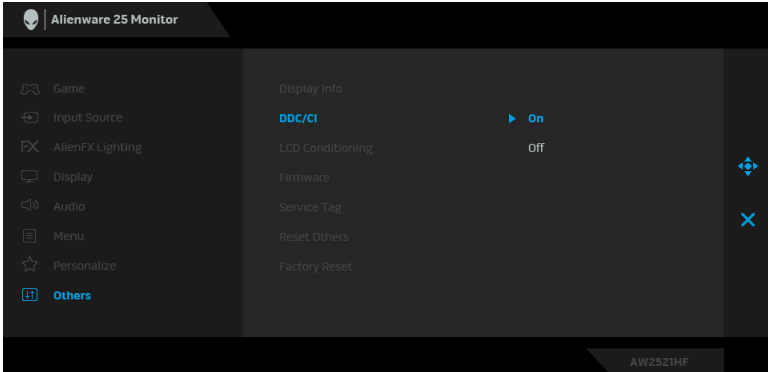 Alienware 25 Monitor
Game
Input Source
FX AlienFX Lighting
Display
Audio
Menu
Personalize
Others
Display Info
DDC/CI On
LCD Conditioning Off
Firmware
Service Tag
Reset Others
Factory Reset
AW2521HF